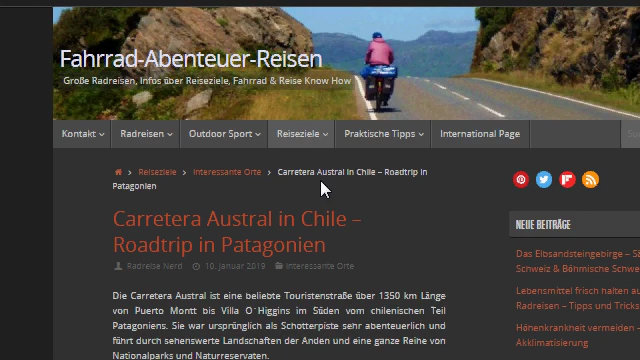 Fahrrad-Abenteuer-Reisen
Große Radreisen, Infos über Reiseziele, Fahrrad & Reise Know How
Kontakt Radreisen Outdoor Sport Reiseziele Praktische Tipps International Page
Reiseziele > Interessante Orte > Carretera Austral in Chile – Roadtrip in
Patagonien
Carretera Austral in Chile –
Roadtrip in Patagonien
Radreise Nerd 10. Januar 2019 Interessante Orte
Die Carretera Austral ist eine beliebte Touristenstraße über 1350 km Länge
von Puerto Montt bis Villa O´Higgins im Süden vom chilenischen Teil
Patagoniens. Sie war ursprünglich als Schotterpiste sehr abenteuerlich und
führt durch sehenswerte Landschaften der Anden und eine ganze Reihe von
Nationalparks und Naturreservaten.
NEUE BEITRÄGE
Das Elbsandsteingebirge –
Schweiz & Böhmische
Lebensmittel frisch halten
Radreisen – Tipps und
Höhenkrankheit vermeiden –
Akklimatisierung